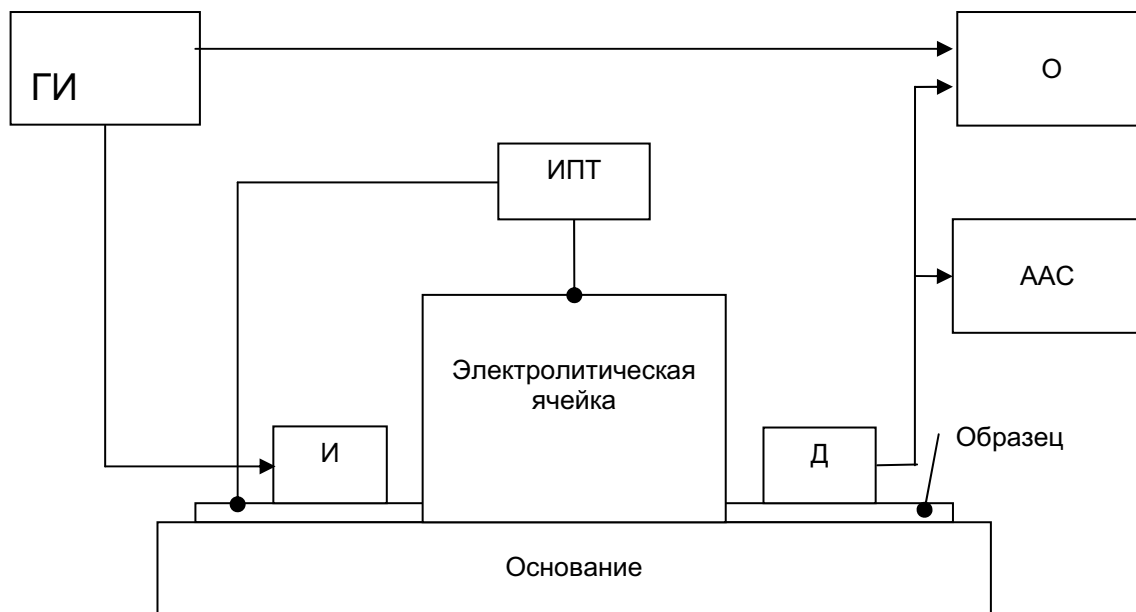 ГИ
О
ИПТ
ААС
Электролитическая
ячейка
И
Д
Образец
Основание